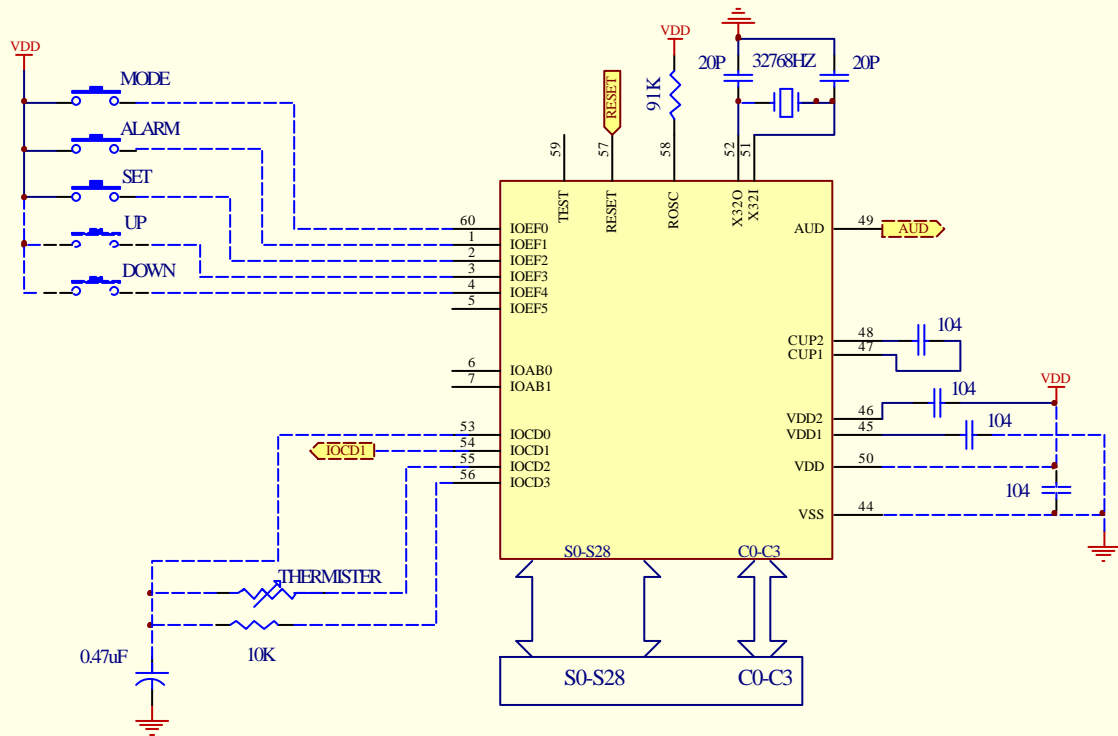 VDD
MODE
ALARM
SET
UP
DOWN
VDD
91K
RESET
20P
32768HZ
20P
59
57
58
52
51
TEST
RESET
ROSC
X32O
X32I
60
IOEF0
1
IOEF1
2
IOEF2
3
IOEF3
4
IOEF4
5
IOEF5
6
IOAB0
7
IOAB1
53
IOCD0
54
IOCD1
55
IOCD2
56
IOCD3
IOCD1
AUD
49
AUD
CUP2
48
CUP1
47
104
VDD2
46
104
VDD
VDD1
45
104
VDD
50
104
VSS
44
S0-S28
C0-C3
THERMISTER
10K
0.47uF
S0-S28
C0-C3